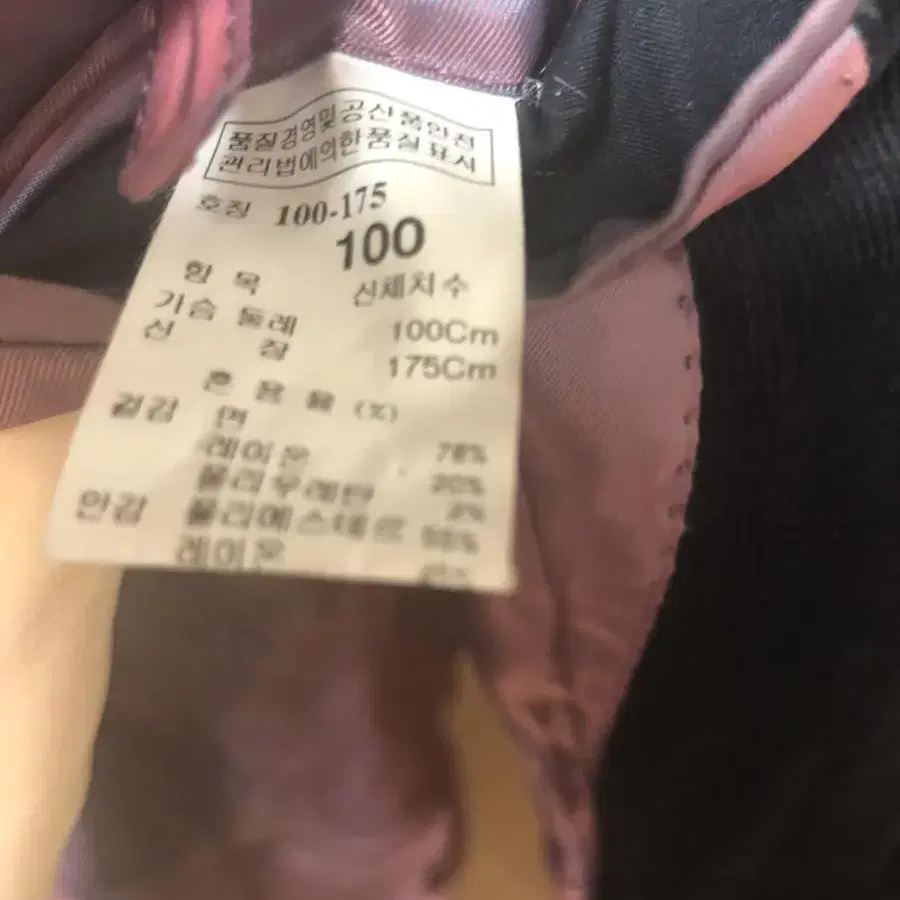 품질경영및공산품안전
관리법에의한품질표시
호칭 100-175
100
항 목 신체치수
가슴 둘레 100Cm
신 장 175Cm
혼 용 율 (%)
겉감 면 78%
레이온 20%
폴리우레탄 2%
안감 폴리에스테르
레이온